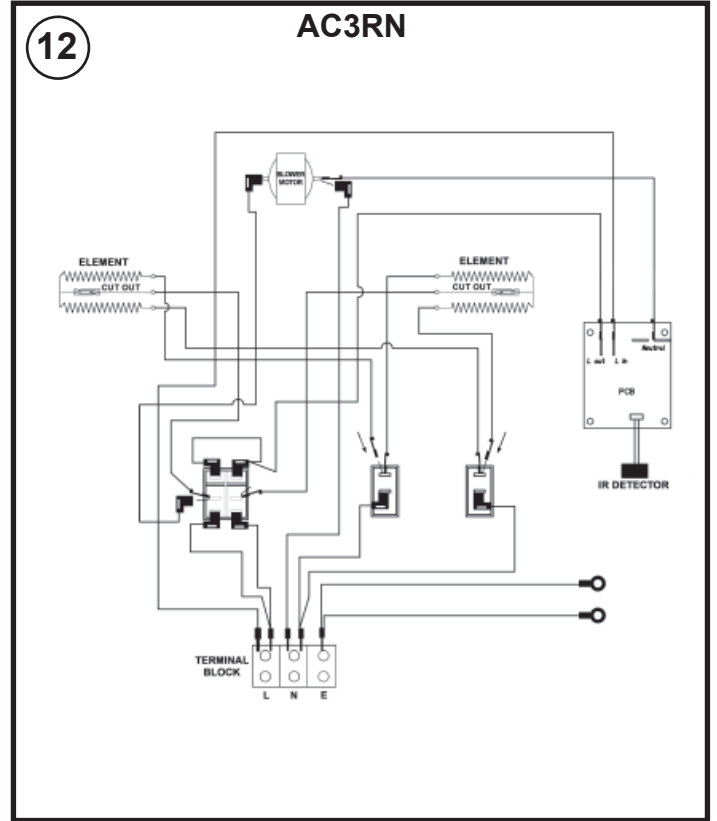 12
AC3RN
BLOWER
MOTOR
ELEMENT
CUT OUT
ELEMENT
CUT OUT
L out
L in
Neutral
PCB
IR DETECTOR
TERMINAL
BLOCK
L
N
E